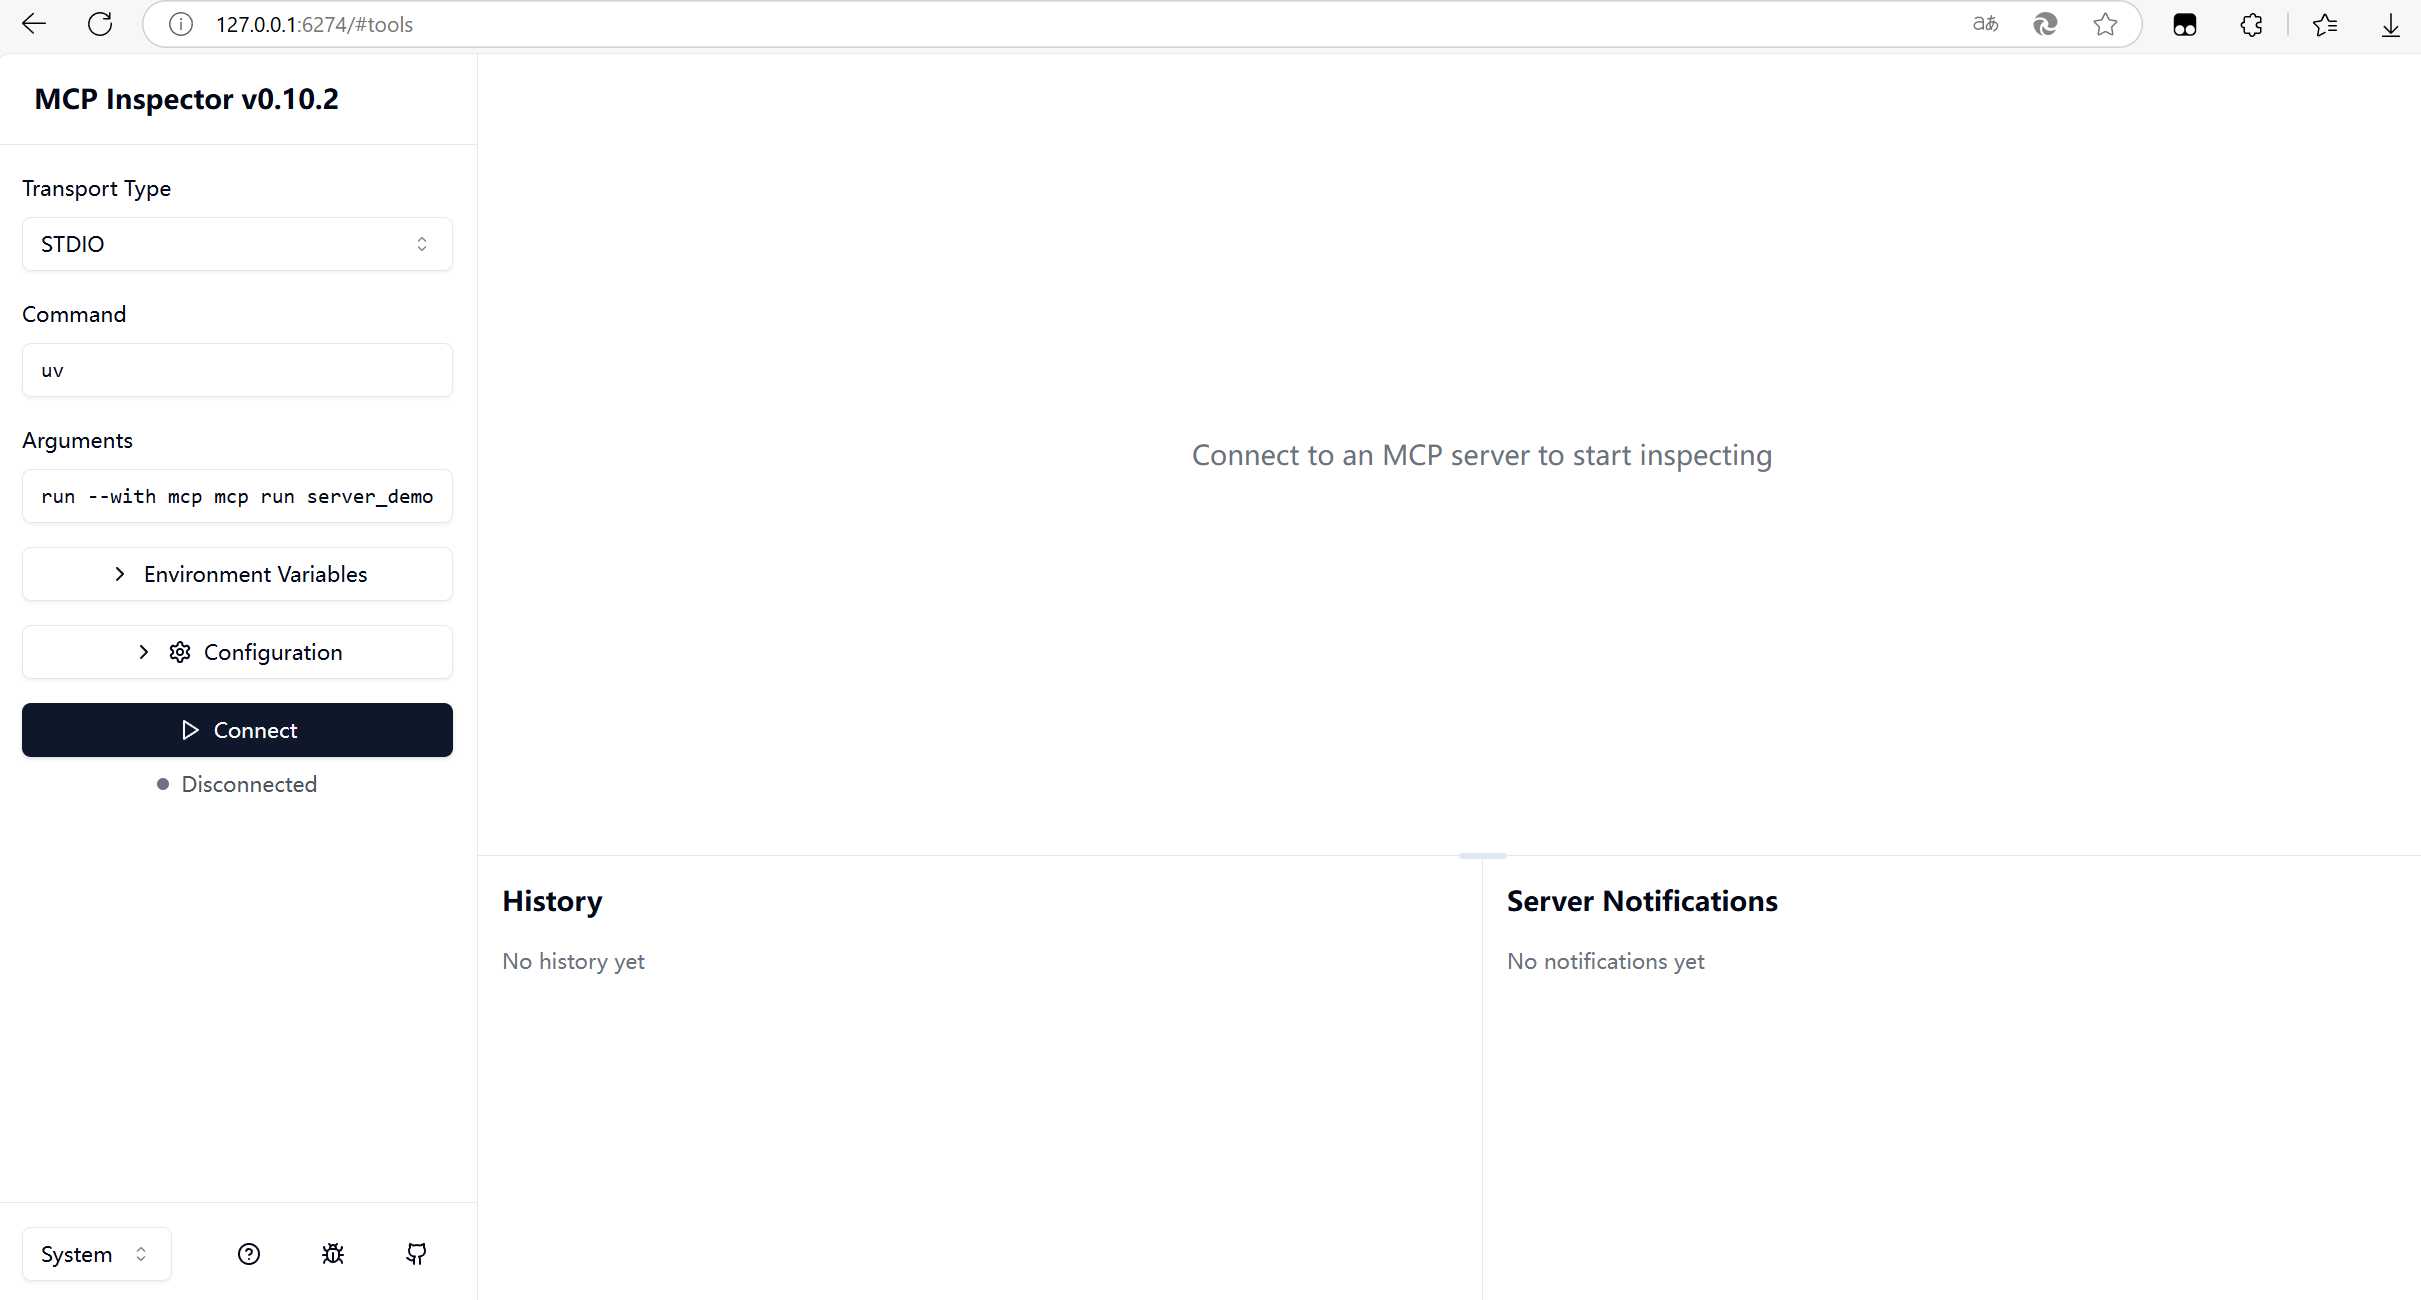 127.0.0.1:6274/#tools
aあ
MCP Inspector v0.10.2
Transport Type
STDIO
Command
uv
Arguments
run --with mcp mcp run server_demo
Environment Variables
Configuration
Connect
Disconnected
System
Connect to an MCP server to start inspecting
History
No history yet
Server Notifications
No notifications yet